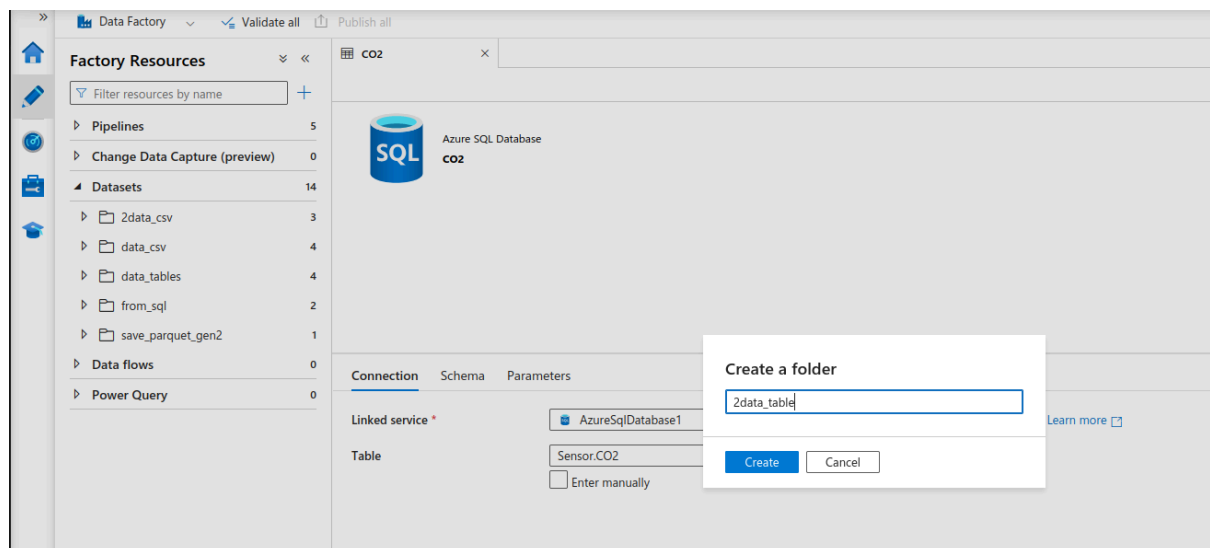 »
Data Factory
Validate all
Publish all
Factory Resources
Filter resources by name
Pipelines 5
Change Data Capture (preview) 0
Datasets 14
2data_csv 3
data_csv 4
data_tables 4
from_sql 2
save_parquet_gen2 1
Data flows 0
Power Query 0
CO2
SQL
Azure SQL Database
CO2
Connection Schema Parameters
Linked service *
AzureSqlDatabase1
Learn more
Table
Sensor.CO2
Enter manually
Create a folder
2data_table
Create Cancel